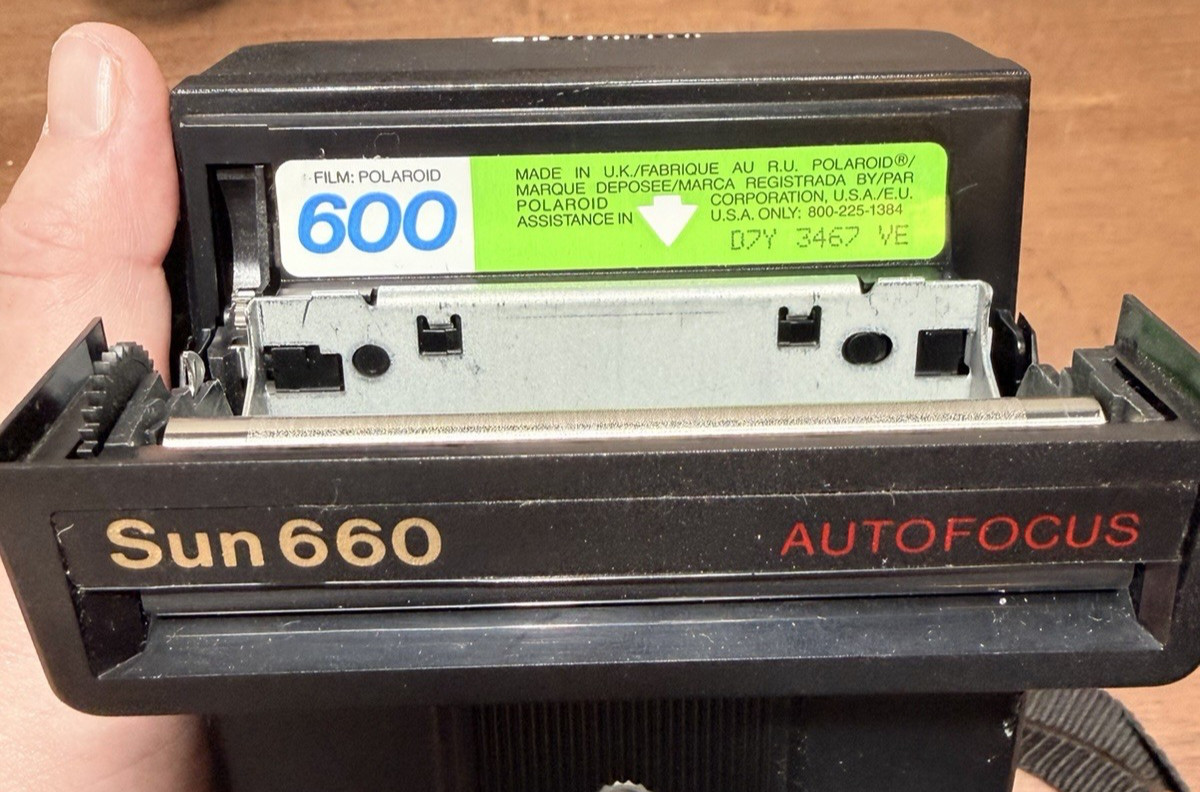 FILM: POLAROID
600
MADE IN U.K./FABRIQUE AU R.U. POLAROID®/
MARQUE DEPOSEE/MARCA REGISTRADA BY/PAR
POLAROID CORPORATION, U.S.A./E.U.
ASSISTANCE IN U.S.A. ONLY: 800-225-1384
D7Y 3467 VE
Sun 660
AUTOFOCUS